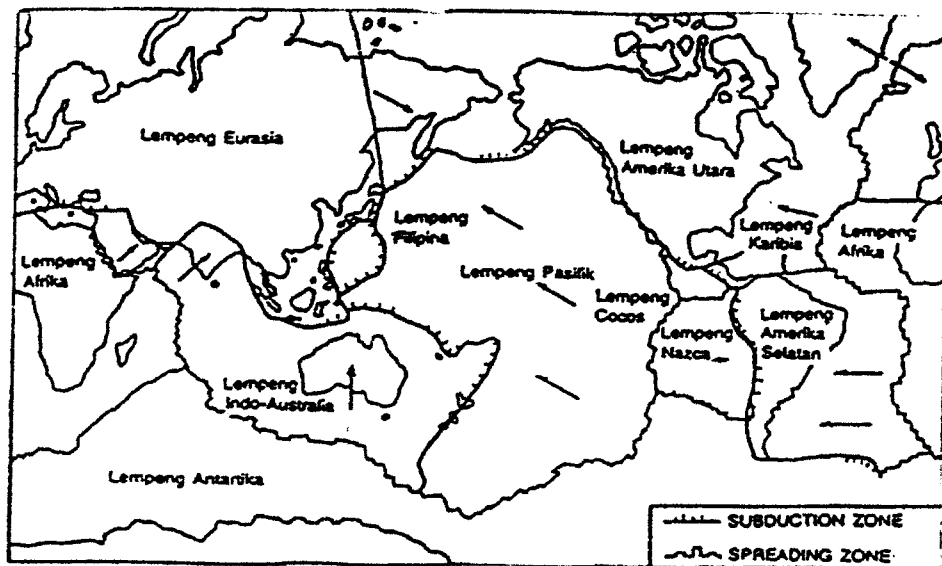 Lempeng Eurasia
Lempeng
Amerika Utara
Lempeng
Filipina
Lempeng
Karibia
Lempeng
Afrika
Lempeng
Afrika
Lempeng Pasifik
Lempeng
Cocos
Lempeng
Nazca
Lempeng
Amerika
Selatan
Lempeng
Indo-Australia
Lempeng Antartika
SUBDUCTION ZONE
SPREADING ZONE